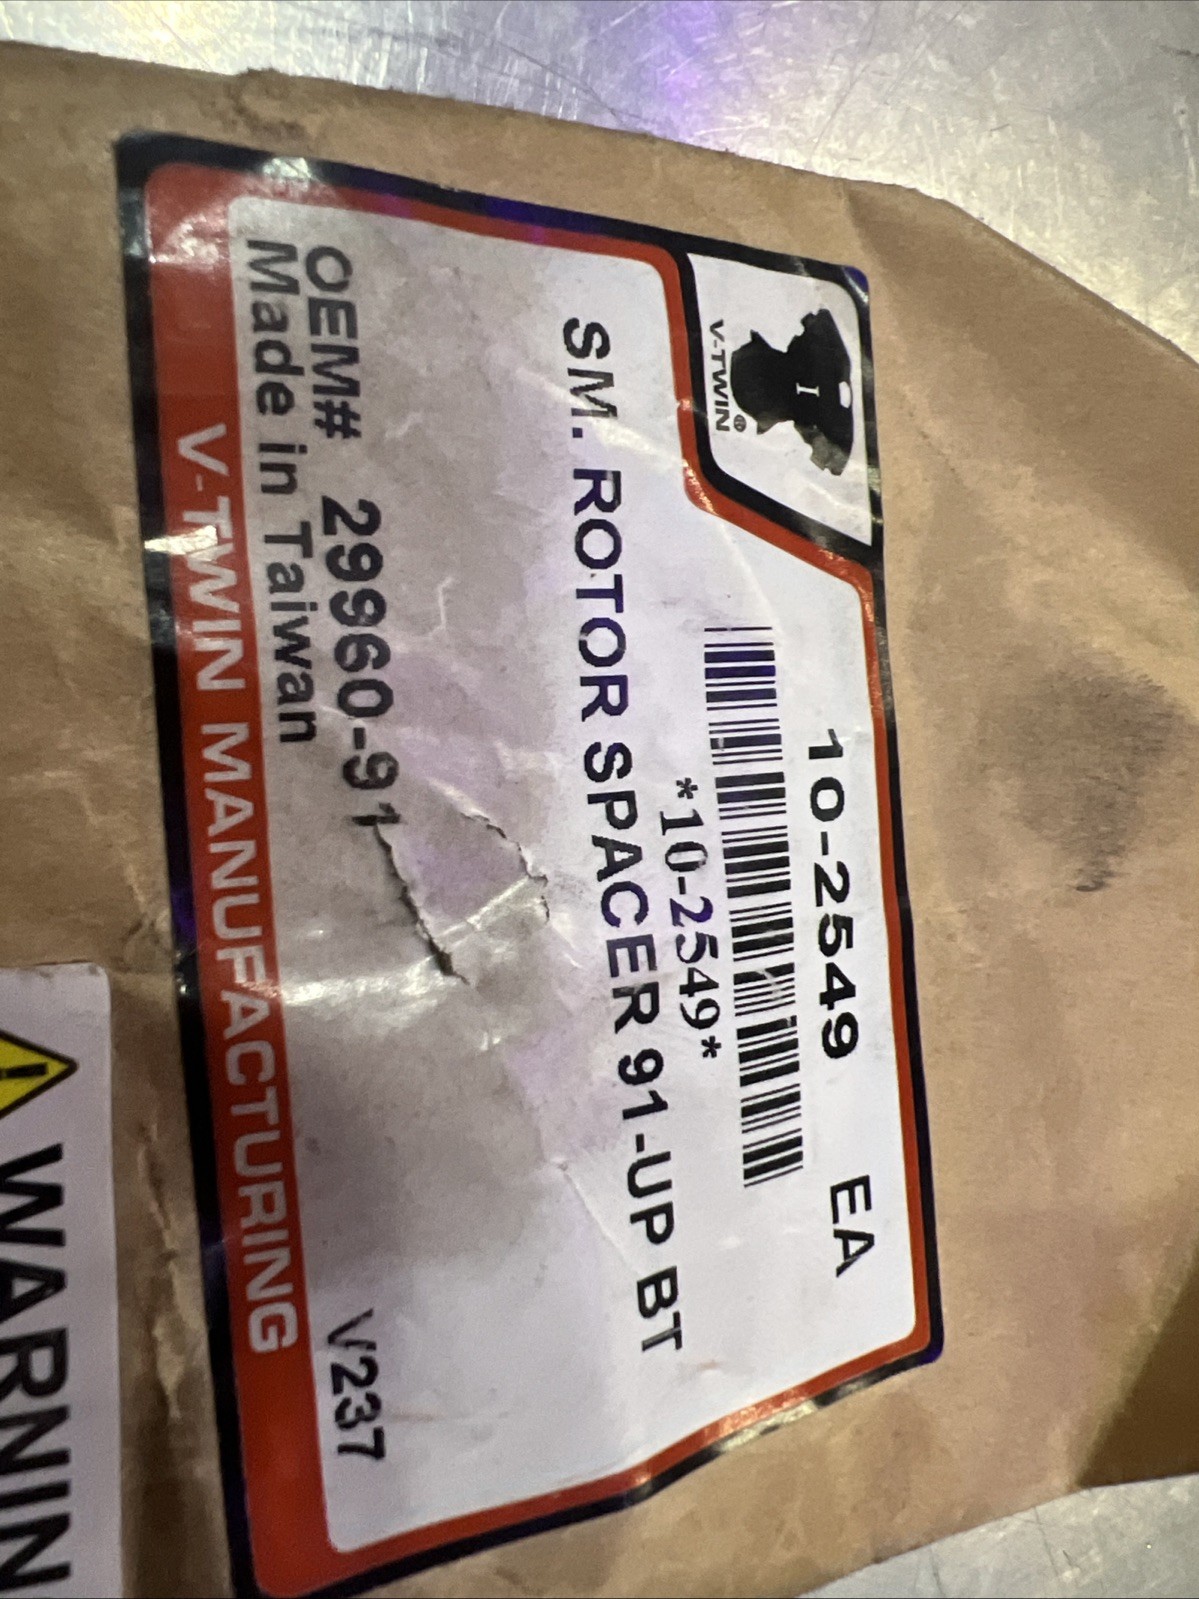 I
V-TWIN®
10-2549 EA
*10-2549*
SM. ROTOR SPACER 91-UP BT
OEM# 29960-91
Made in Taiwan
V237
V-TWIN MANUFACTURING
WARNIN